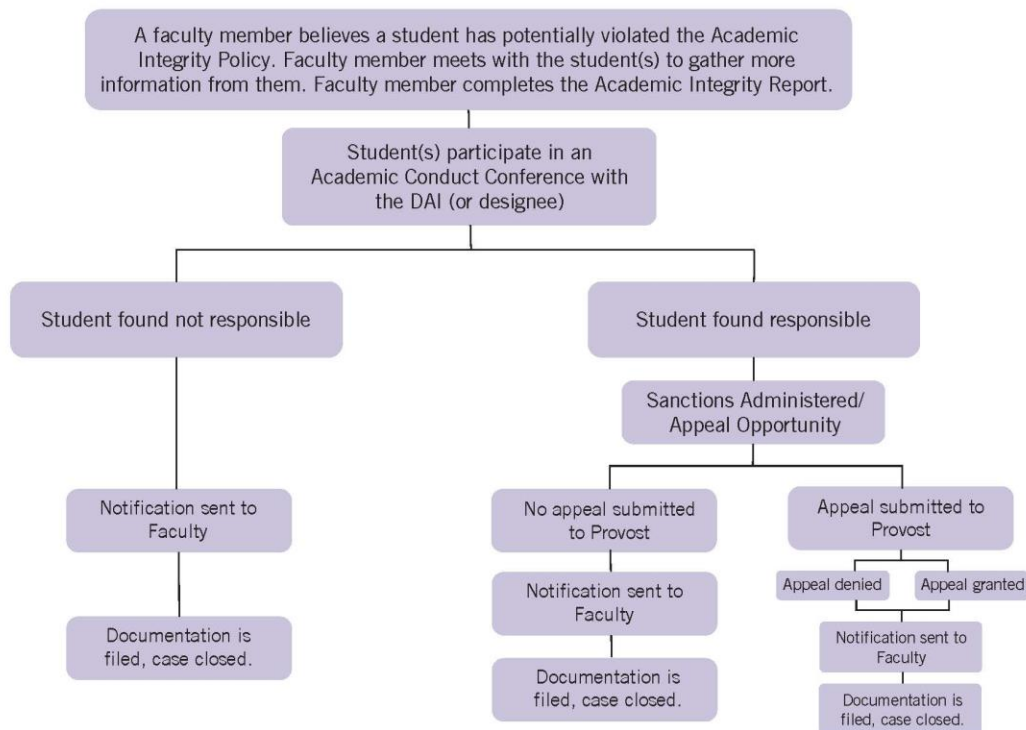 A faculty member believes a student has potentially violated the Academic
Integrity Policy. Faculty member meets with the student(s) to gather more
information from them. Faculty member completes the Academic Integrity Report.
Student(s) participate in an
Academic Conduct Conference with
the DAI (or designee)
Student found not responsible
Student found responsible
Sanctions Administered/
Appeal Opportunity
Notification sent to
Faculty
Documentation is
filed, case closed.
No appeal submitted
to Provost
Notification sent to
Faculty
Documentation is
filed, case closed.
Appeal submitted to
Provost
Appeal denied
Appeal granted
Notification sent to
Faculty
Documentation is
filed, case closed.